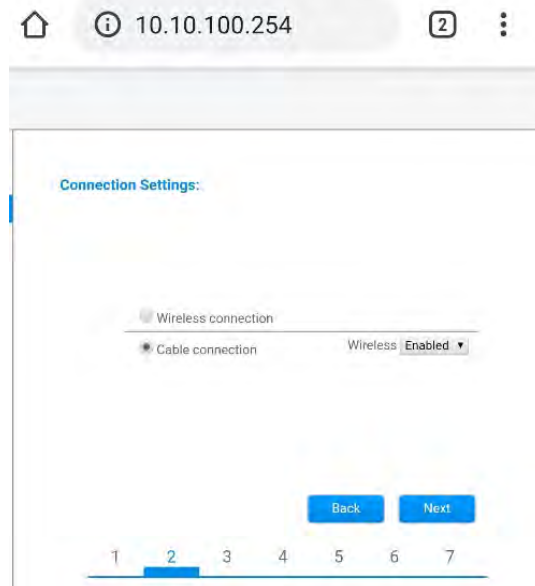 10.10.100.254 2
Connection Settings:
Wireless connection
Cable connection Wireless Enabled
Back Next
1 2 3 4 5 6 7